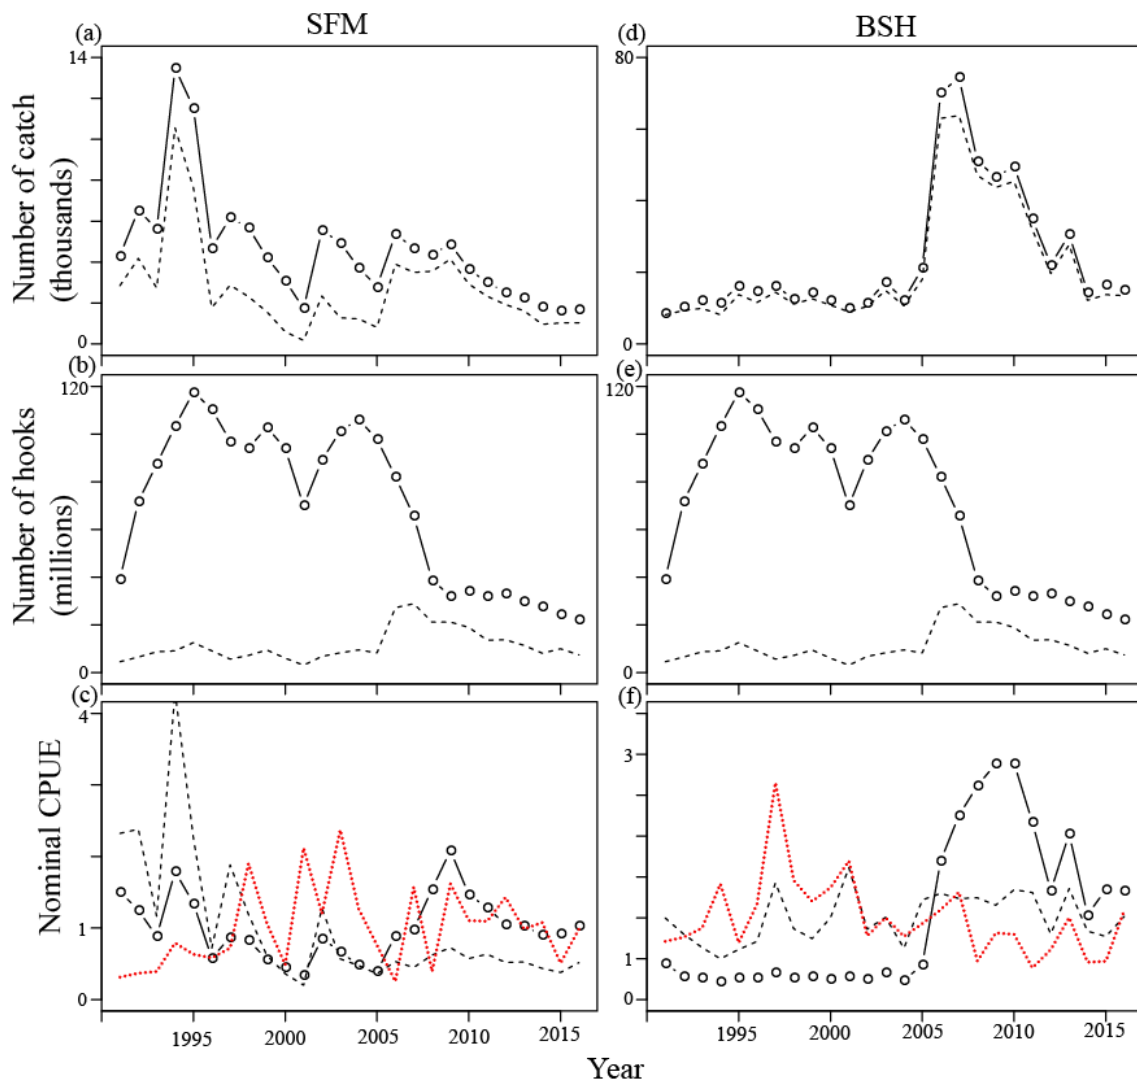 SFM
BSH
(a)
(d)
14
0
Number of catch
(thousands)
80
0
(b)
(e)
120
0
Number of hooks
(millions)
120
0
(c)
(f)
4
1
0
Nominal CPUE
3
1
0
1995 2000 2005 2010 2015
1995 2000 2005 2010 2015
Year